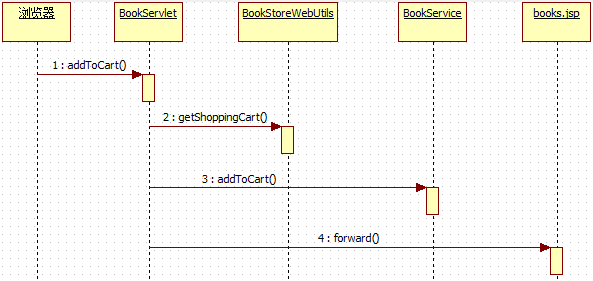 浏览器
BookServlet
BookStoreWebUtils
BookService
books.jsp
1 : addToCart()
2 : getShoppingCart()
3 : addToCart()
4 : forward()